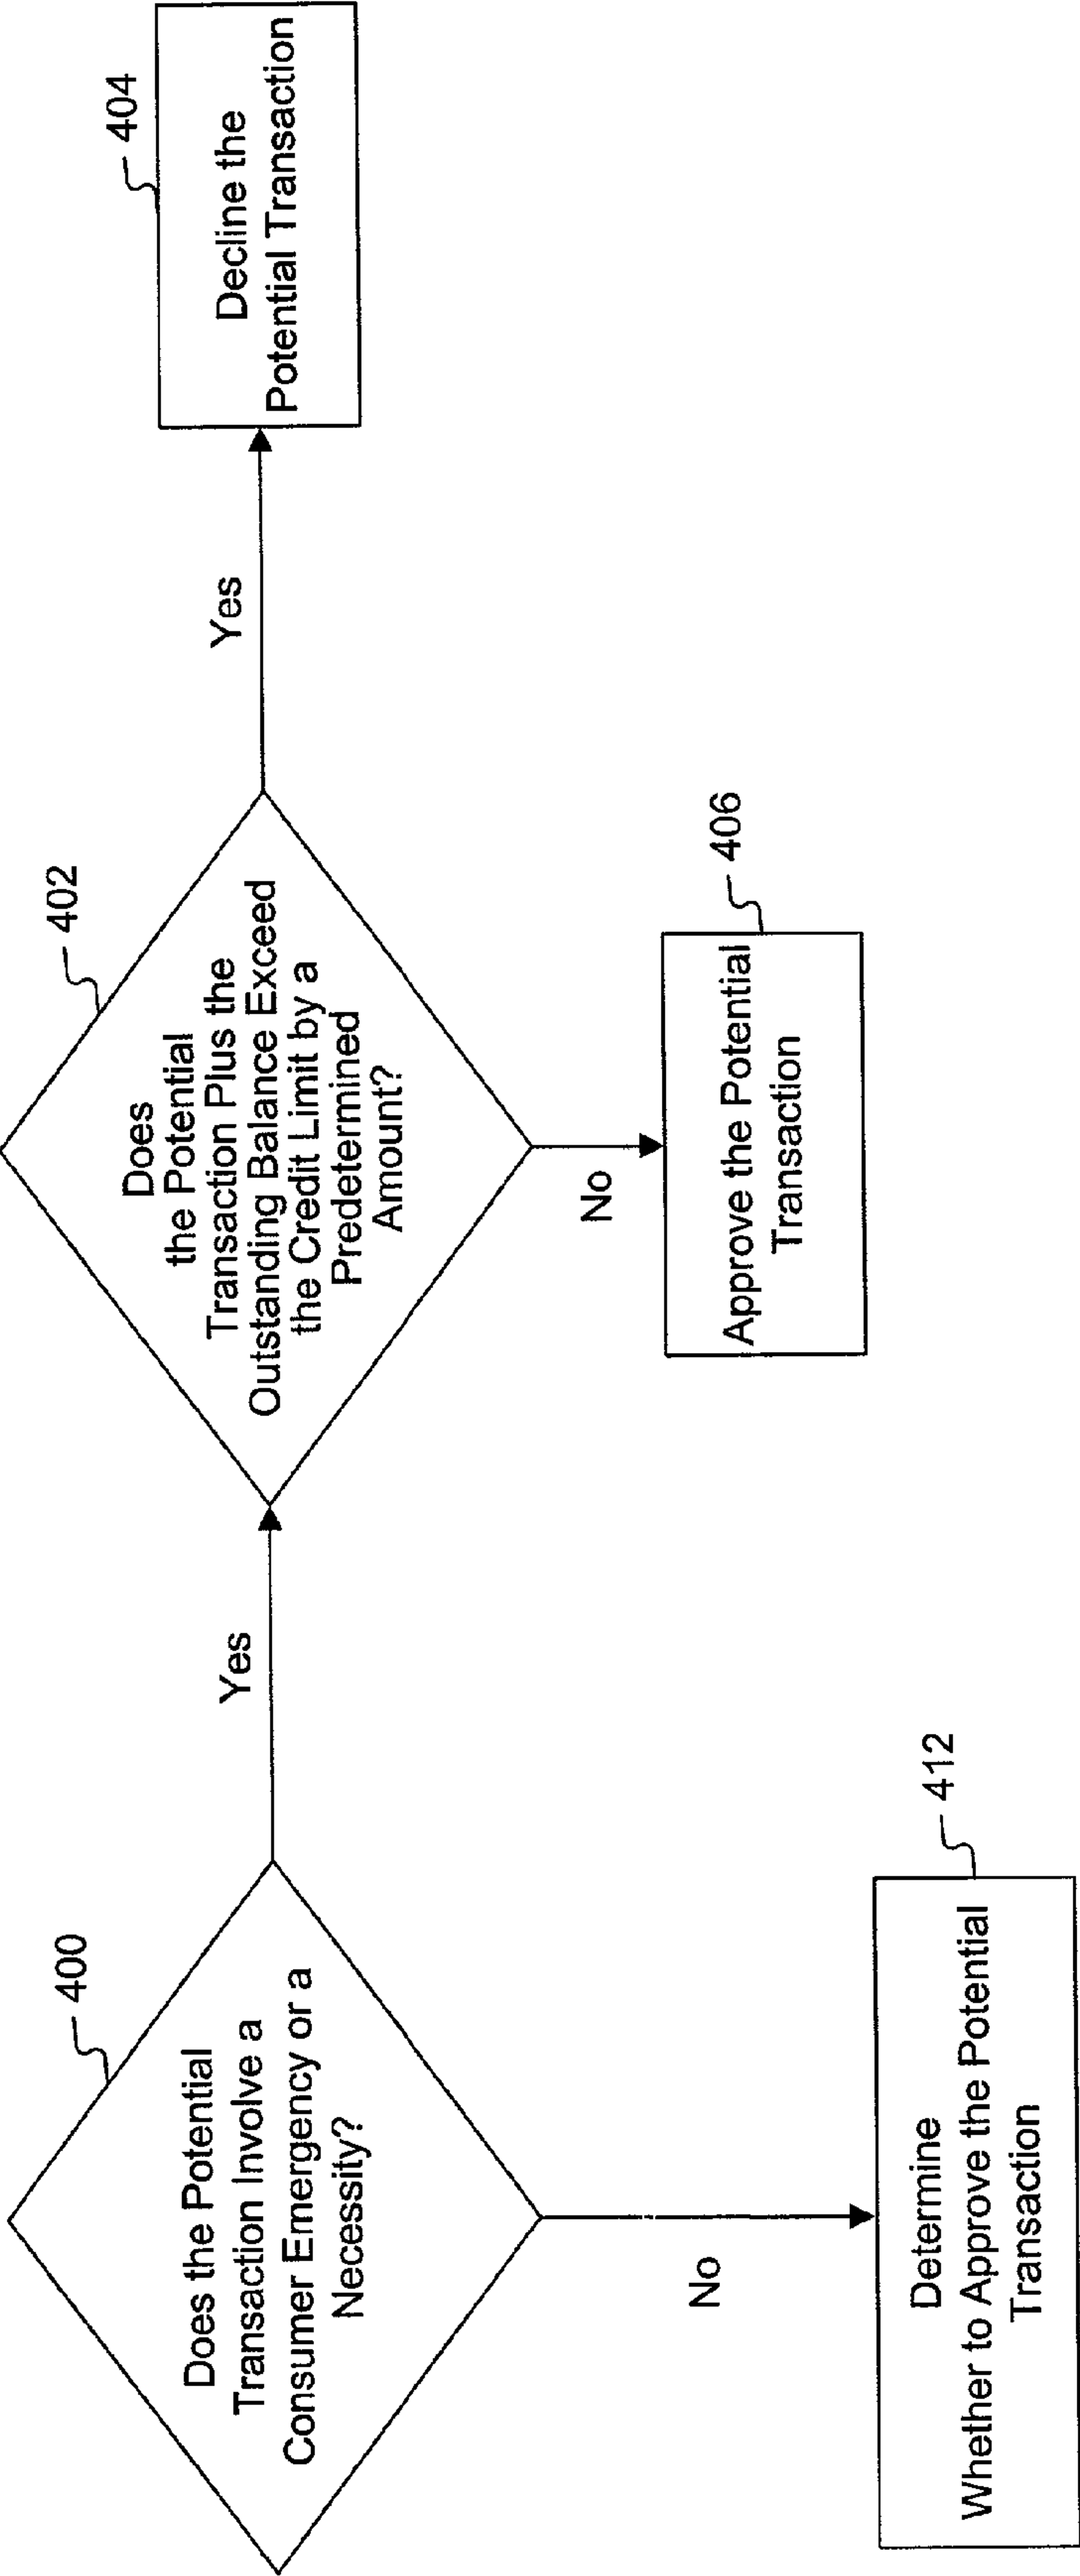 400
Does the Potential
Transaction Involve a
Consumer Emergency or a
Necessity?
Yes
No
412
Determine
Whether to Approve the Potential
Transaction
402
Does
the Potential
Transaction Plus the
Outstanding Balance Exceed
the Credit Limit by a
Predetermined
Amount?
Yes
No
406
Approve the Potential
Transaction
404
Decline the
Potential Transaction